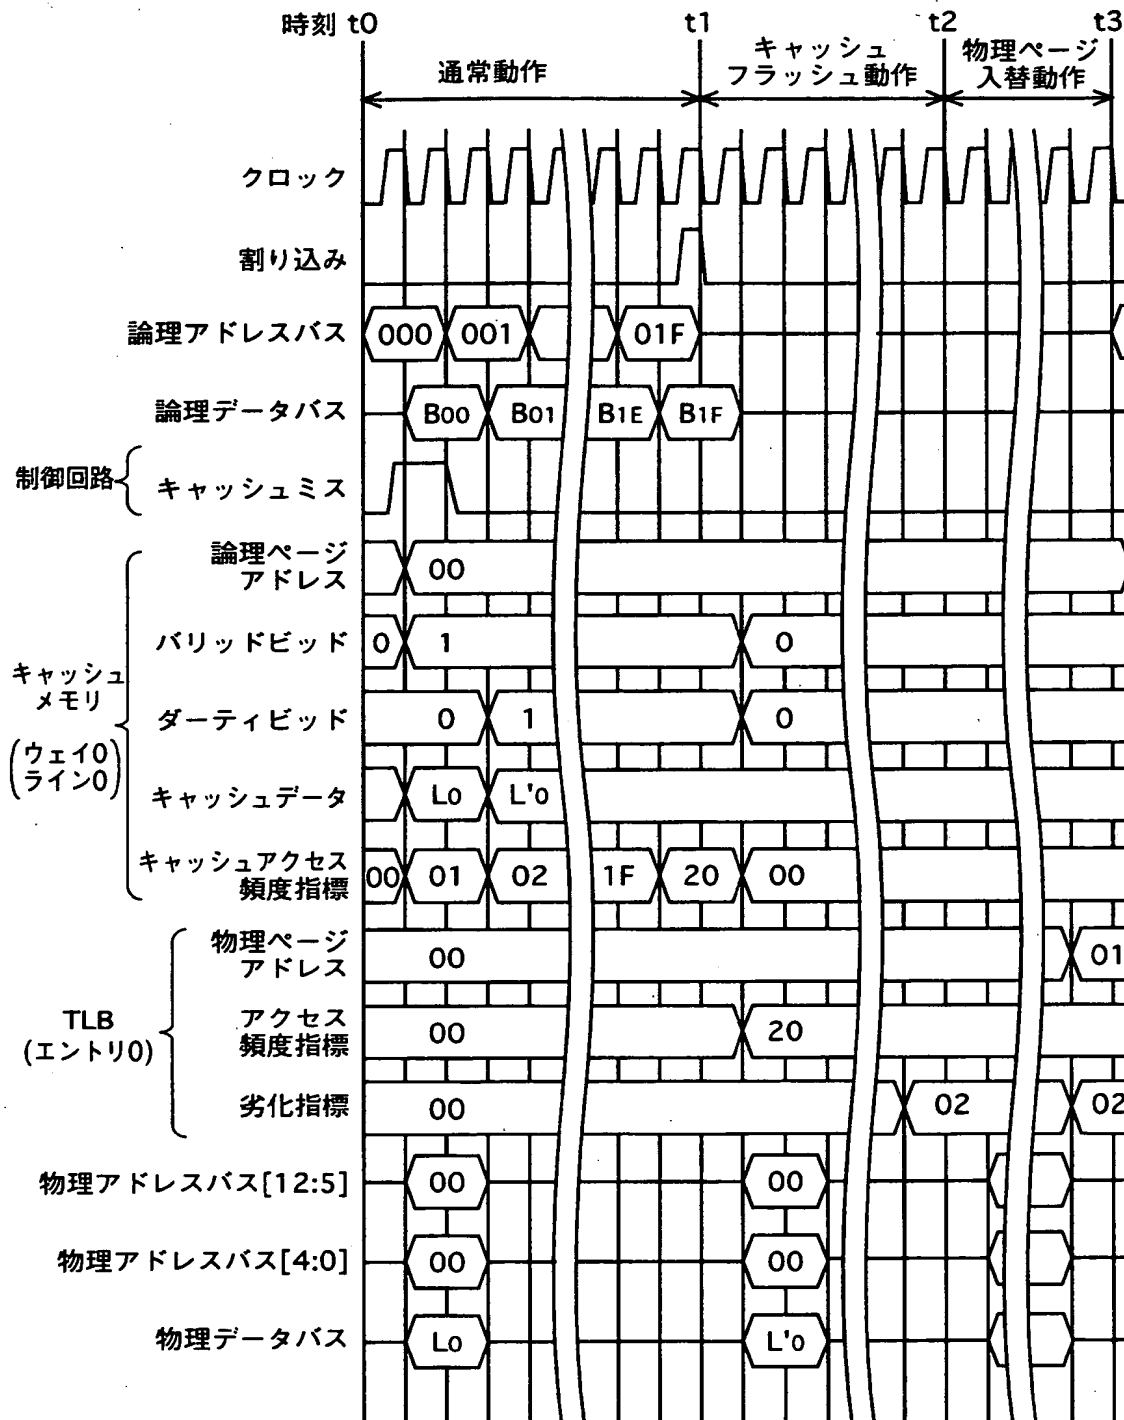 時刻 t0 t1 t2 t3
通常動作
キャッシュ
フラッシュ動作
物理ページ
入替動作
クロック
割り込み
論理アドレスバス 000 001 01F
論理データバス B00 B01 B1E B1F
制御回路
キャッシュミス
論理ページ
アドレス
00
バリッドビッド 0 1 0
キャッシュ
メモリ
(ウェイ0
ライン0)
ダーティビッド 0 1 0
キャッシュデータ L0 L'0
キャッシュアクセス
頻度指標
00 01 02 1F 20 00
TLB
(エントリ0)
物理ページ
アドレス
00 01
アクセス
頻度指標
00 20
劣化指標 00 02 02
物理アドレスバス[12:5] 00 00
物理アドレスバス[4:0] 00 00
物理データバス L0 L'0